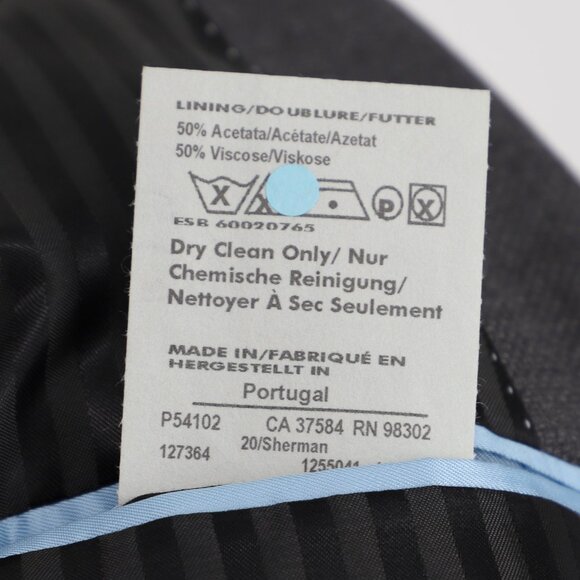 LINING/DOUBLURE/FUTTER
50% Acetata/Acétate/Azetat
50% Viscose/Viskose
ESB 60020765
Dry Clean Only/ Nur
Chemische Reinigung/
Nettoyer À Sec Seulement
MADE IN/FABRIQUÉ EN
HERGESTELLT IN
Portugal
P54102 CA 37584 RN 98302
127364 20/Sherman
1255041